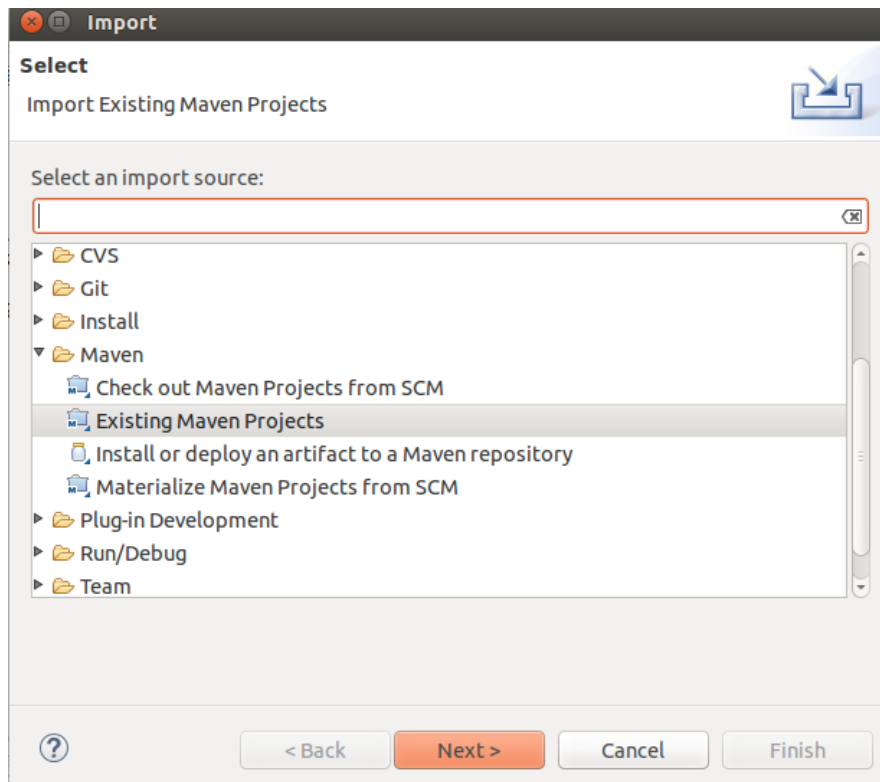 Import
Select
Import Existing Maven Projects
Select an import source:
CVS
Git
Install
Maven
Check out Maven Projects from SCM
Existing Maven Projects
Install or deploy an artifact to a Maven repository
Materialize Maven Projects from SCM
Plug-in Development
Run/Debug
Team
? < Back Next > Cancel Finish